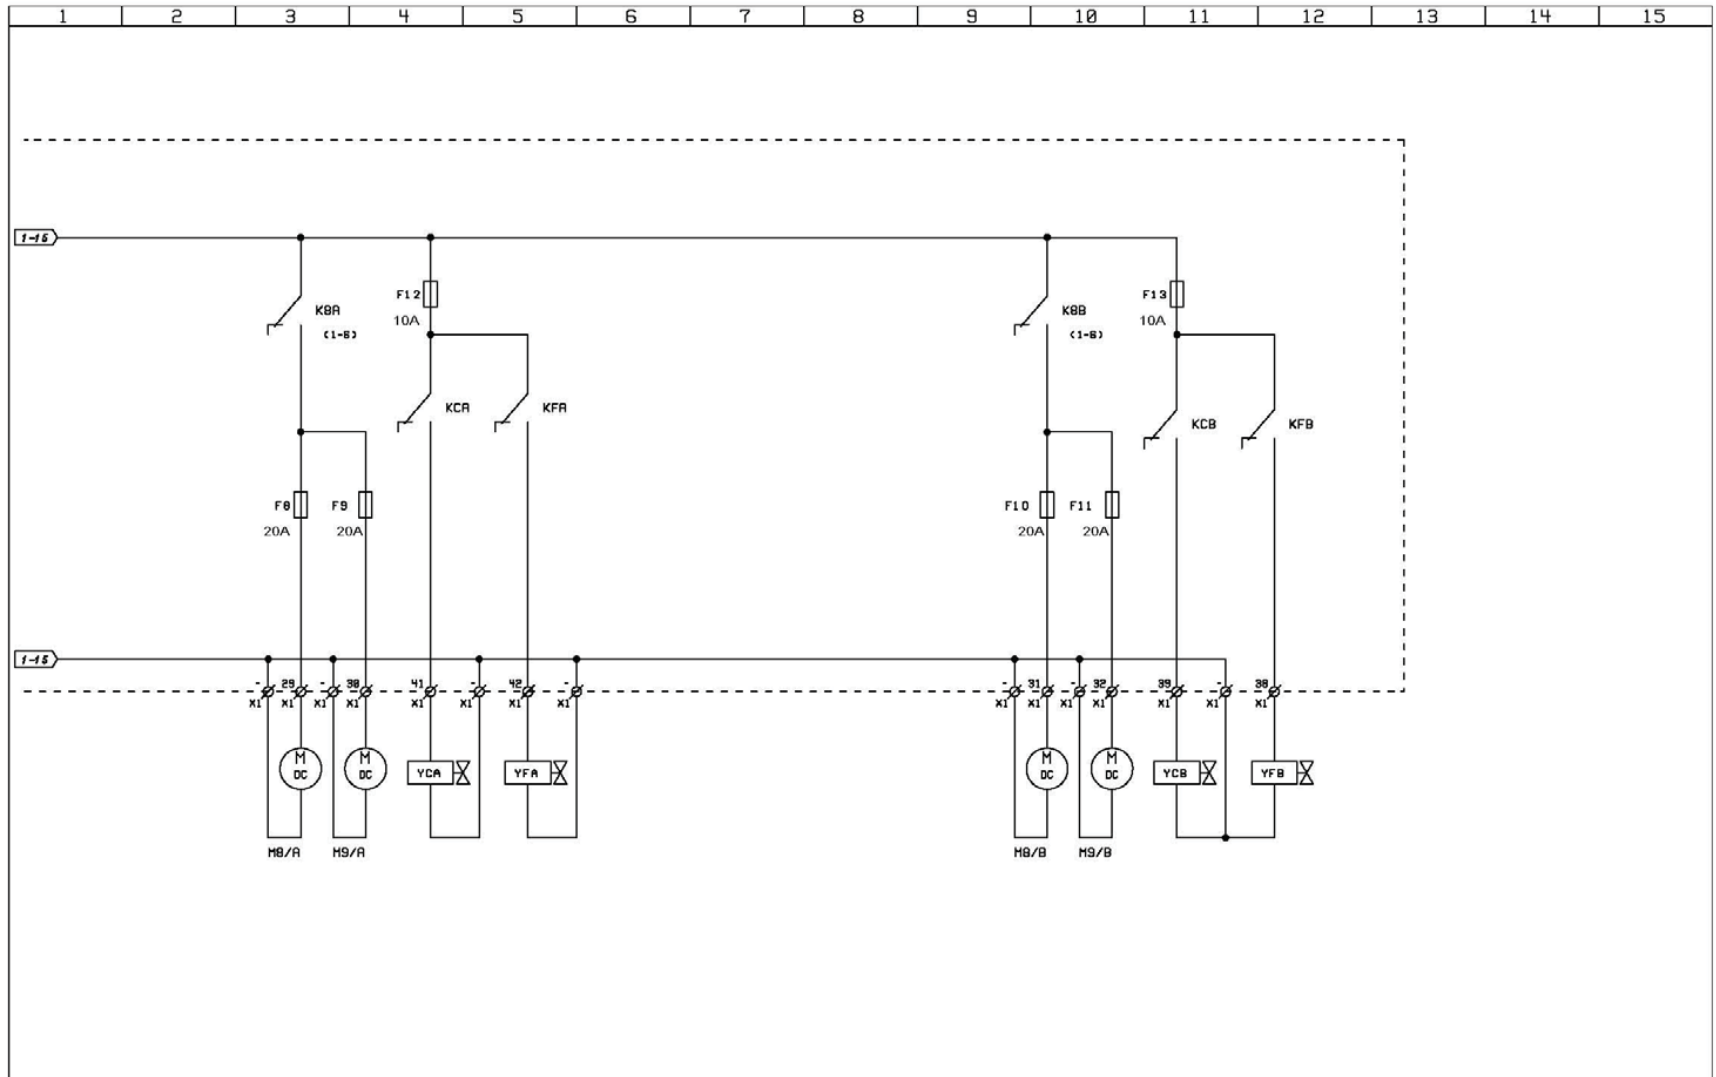 1 2 3 4 5 6 7 8 9 10 11 12 13 14 15
1-15
F12 F13
K8A K8B
10A 10A
(1-6) (1-6)
KCA KFA
KCB KFB
F8 F9 F10 F11
20A 20A 20A 20A
1-15
- 29 - 30 41 - 42 - - 31 - 32 39 - 38
X1 X1 X1 X1 X1 X1 X1 X1 X1 X1 X1 X1 X1 X1 X1
M M M M
DC DC YCA YFA DC DC YCB YFB
M8/A M9/A M8/B M9/B